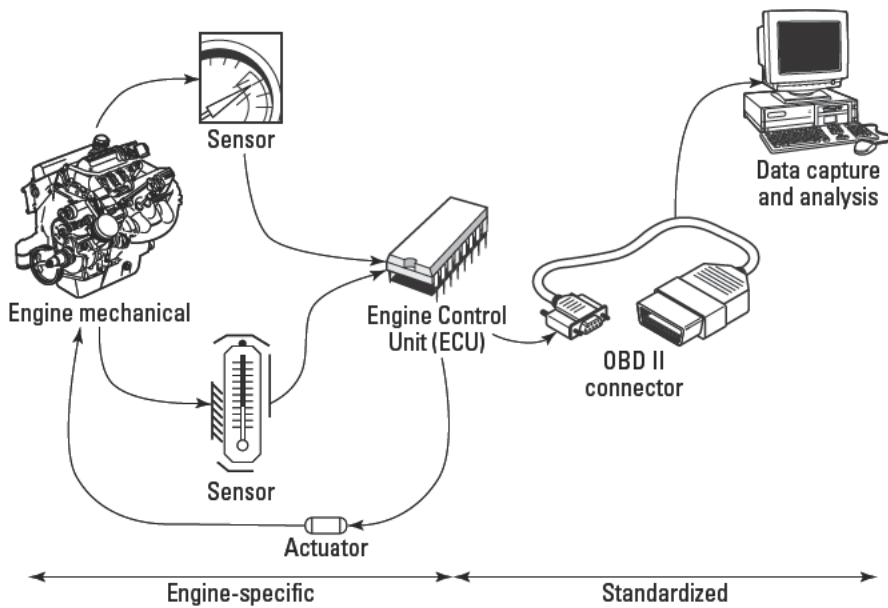 Sensor
Data capture
and analysis
Engine mechanical
Engine Control
Unit (ECU)
OBD II
connector
Sensor
Actuator
Engine-specific
Standardized